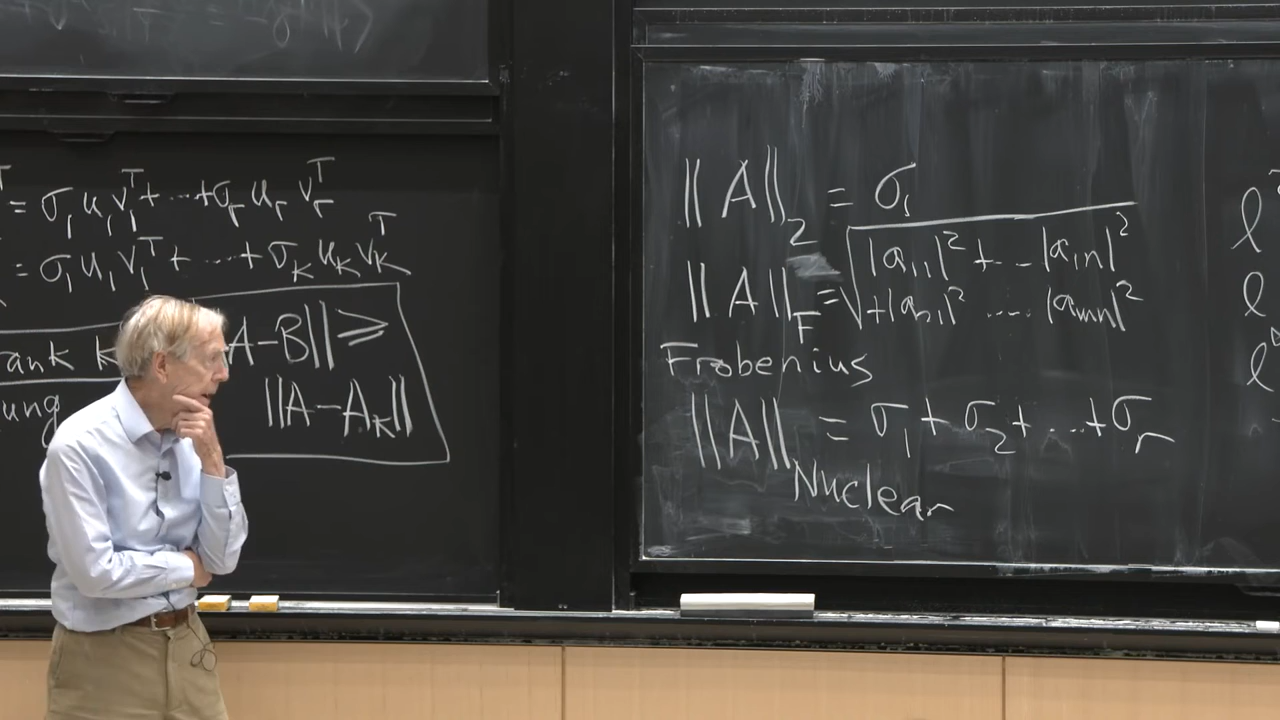 = σ₁u₁v₁ᵀ + ... + σᵣuᵣvᵣᵀ
= σ₁u₁v₁ᵀ + ... + σₖuₖvₖᵀ
ank k
A-B|| ≥
ung
||A-Aₖ||
||A||₂ = σ₁
||A||_F = √|a₁₁|² + ... |a₁ₙ|²
+|a₂₁|² .... |aₘₙ|²
Frobenius
||A|| = σ₁ + σ₂ + ... + σᵣ
Nuclear
l
l
l